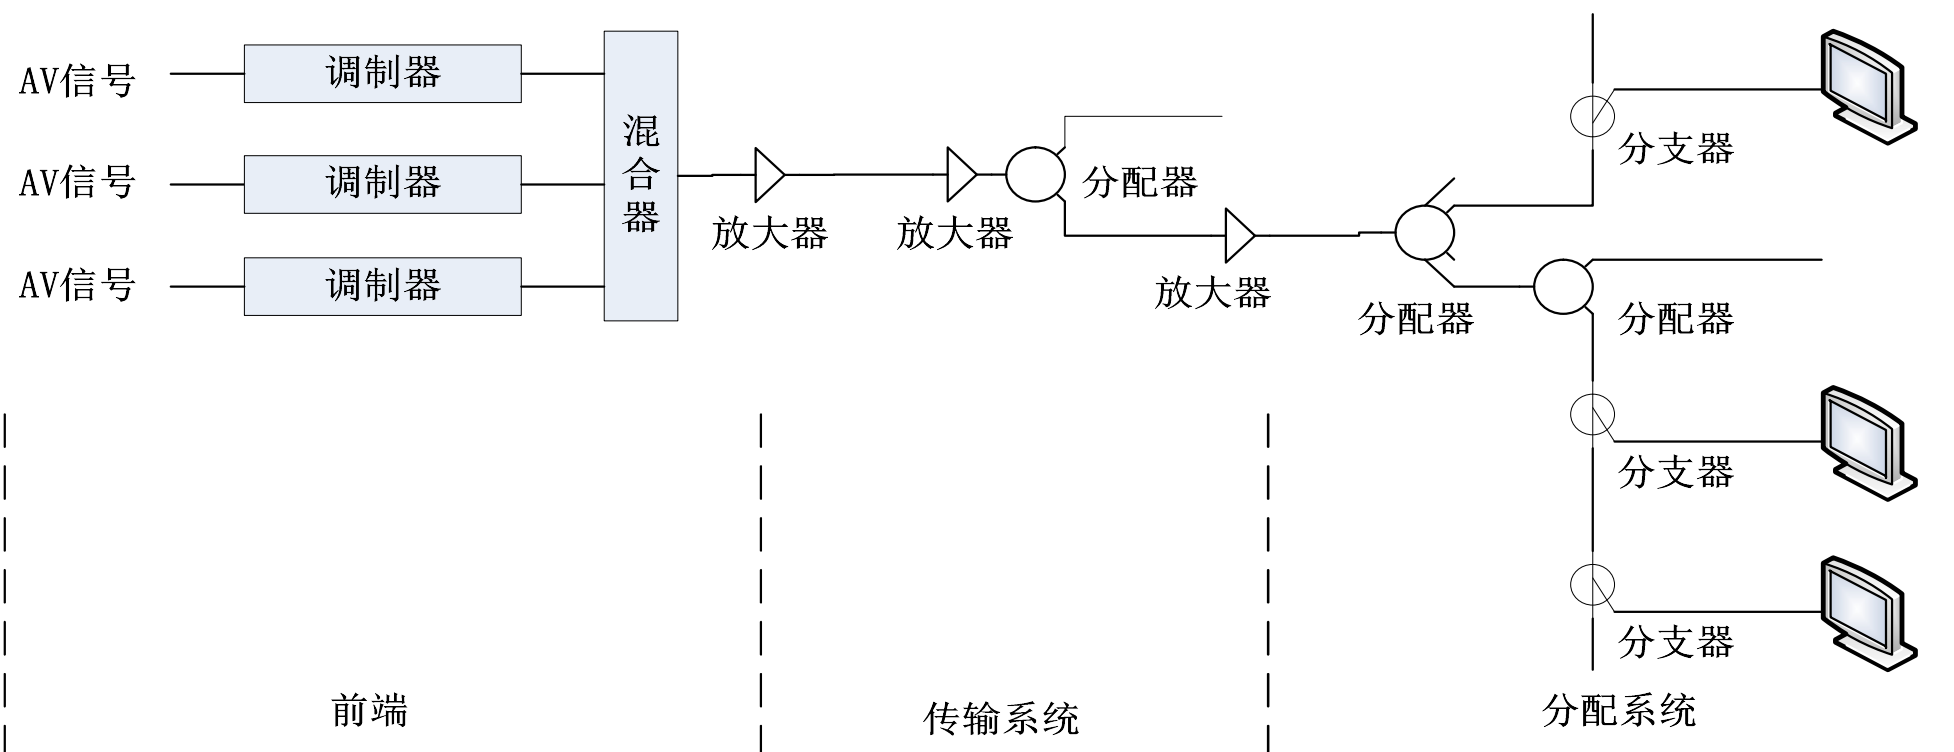 AV信号
调制器
AV信号
调制器
AV信号
调制器
混合器
放大器
放大器
分配器
放大器
分配器
分支器
分配器
分支器
分支器
前端
传输系统
分配系统